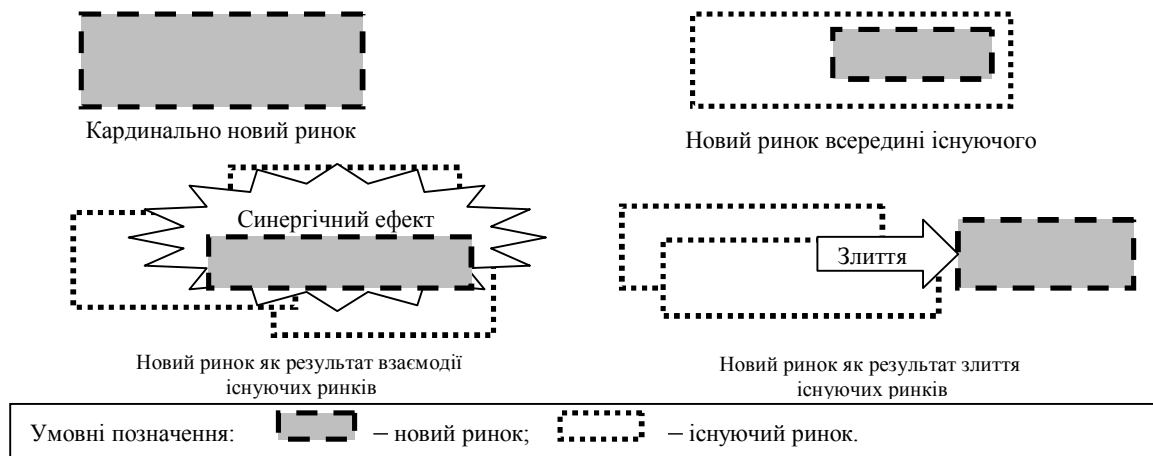 Кардинально новий ринок
Новий ринок всередині існуючого
Синергічний ефект
Злиття
Новий ринок як результат взаємодії
існуючих ринків
Новий ринок як результат злиття
існуючих ринків
Умовні позначення: – новий ринок; – існуючий ринок.